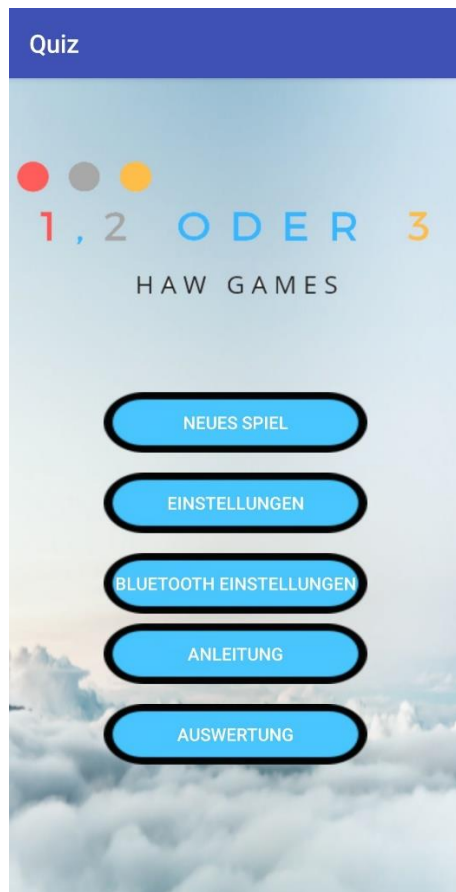 Quiz
1, 2 ODER 3
HAW GAMES
NEUES SPIEL
EINSTELLUNGEN
BLUETOOTH EINSTELLUNGEN
ANLEITUNG
AUSWERTUNG